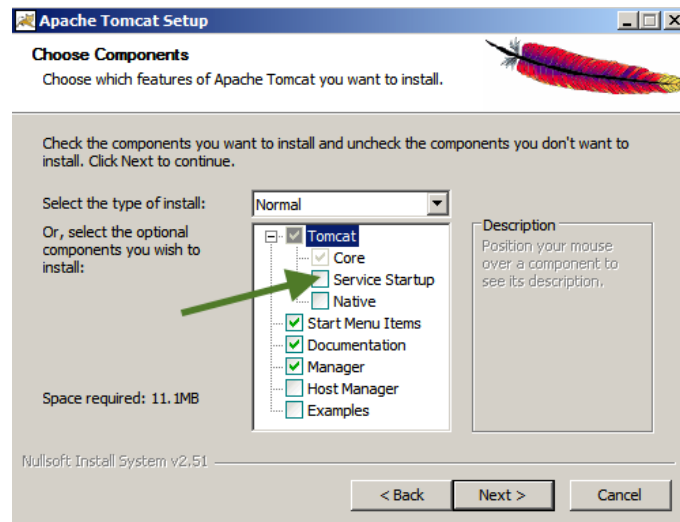 Apache Tomcat Setup
Choose Components
Choose which features of Apache Tomcat you want to install.
Check the components you want to install and uncheck the components you don't want to
install. Click Next to continue.
Select the type of install:
Normal
Or, select the optional
components you wish to
install:
Tomcat
Core
Service Startup
Native
Start Menu Items
Documentation
Manager
Host Manager
Examples
Description
Position your mouse
over a component to
see its description.
Space required: 11.1MB
Nullsoft Install System v2.51
< Back
Next >
Cancel